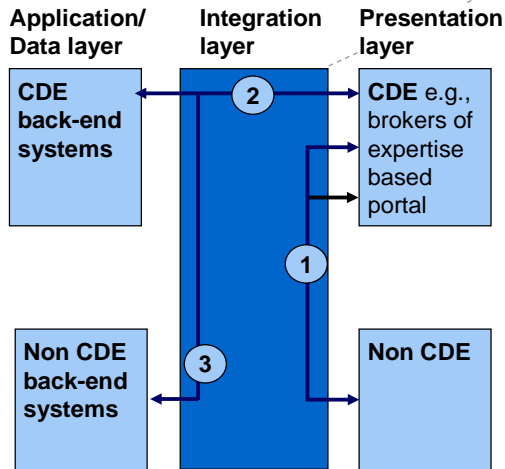 Application/
Data layer
Integration
layer
Presentation
layer
CDE
back-end
systems
2
CDE e.g.,
brokers of
expertise
based
portal
1
3
Non CDE
back-end
systems
Non CDE